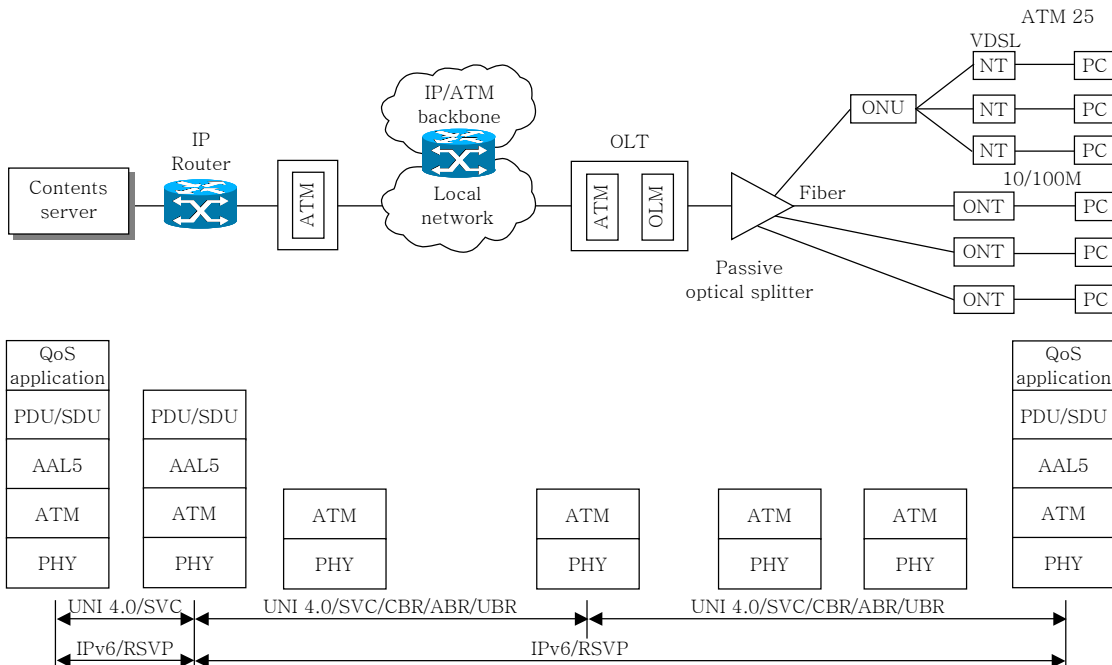 ATM 25
VDSL
NT
PC
IP/ATM
backbone
ONU
NT
PC
IP
Router
OLT
NT
PC
10/100M
Contents
server
ATM
Local
network
ATM
OLM
Fiber
ONT
PC
ONT
PC
Passive
optical splitter
ONT
PC
QoS
application
QoS
application
PDU/SDU
PDU/SDU
PDU/SDU
AAL5
AAL5
AAL5
ATM
ATM
ATM
ATM
ATM
ATM
ATM
PHY
PHY
PHY
PHY
PHY
PHY
PHY
UNI 4.0/SVC
UNI 4.0/SVC/CBR/ABR/UBR
UNI 4.0/SVC/CBR/ABR/UBR
IPv6/RSVP
IPv6/RSVP